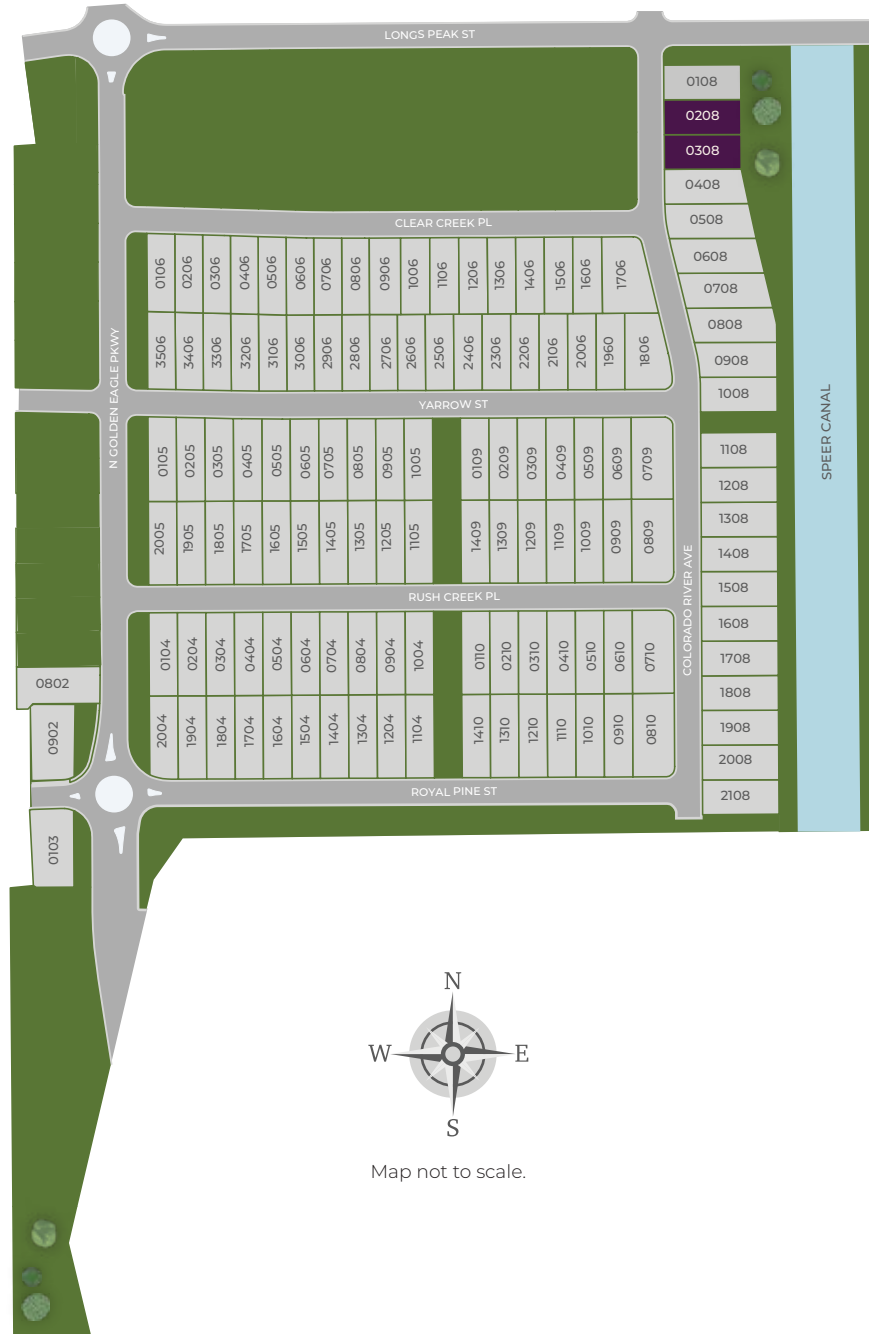 LONGS PEAK ST
0108
0208
0308
0408
0508
0608
0708
0808
0908
1008
CLEAR CREEK PL
0106 0206 0306 0406 0506 0606 0706 0806 0906 1006 1106 1206 1306 1406 1506 1606 1706
3506 3406 3306 3206 3106 3006 2906 2806 2706 2606 2506 2406 2306 2206 2106 2006 1960 1806
N GOLDEN EAGLE PKWY
YARROW ST
SPEER CANAL
0105 0205 0305 0405 0505 0605 0705 0805 0905 1005 0109 0209 0309 0409 0509 0609 0709
2005 1905 1805 1705 1605 1505 1405 1305 1205 1105 1409 1309 1209 1109 1009 0909 0809
1108
1208
1308
1408
1508
1608
1708
1808
1908
2008
2108
COLORADO RIVER AVE
RUSH CREEK PL
0104 0204 0304 0404 0504 0604 0704 0804 0904 1004 0110 0210 0310 0410 0510 0610 0710
2004 1904 1804 1704 1604 1504 1404 1304 1204 1104 1410 1310 1210 1110 1010 0910 0810
0802
0902
ROYAL PINE ST
0103
N
W E
S
Map not to scale.